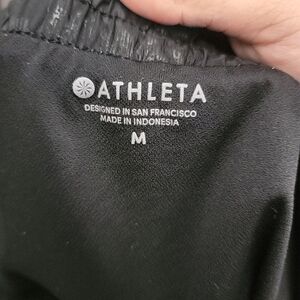 ATHLETA
DESIGNED IN SAN FRANCISCO
MADE IN INDONESIA
M